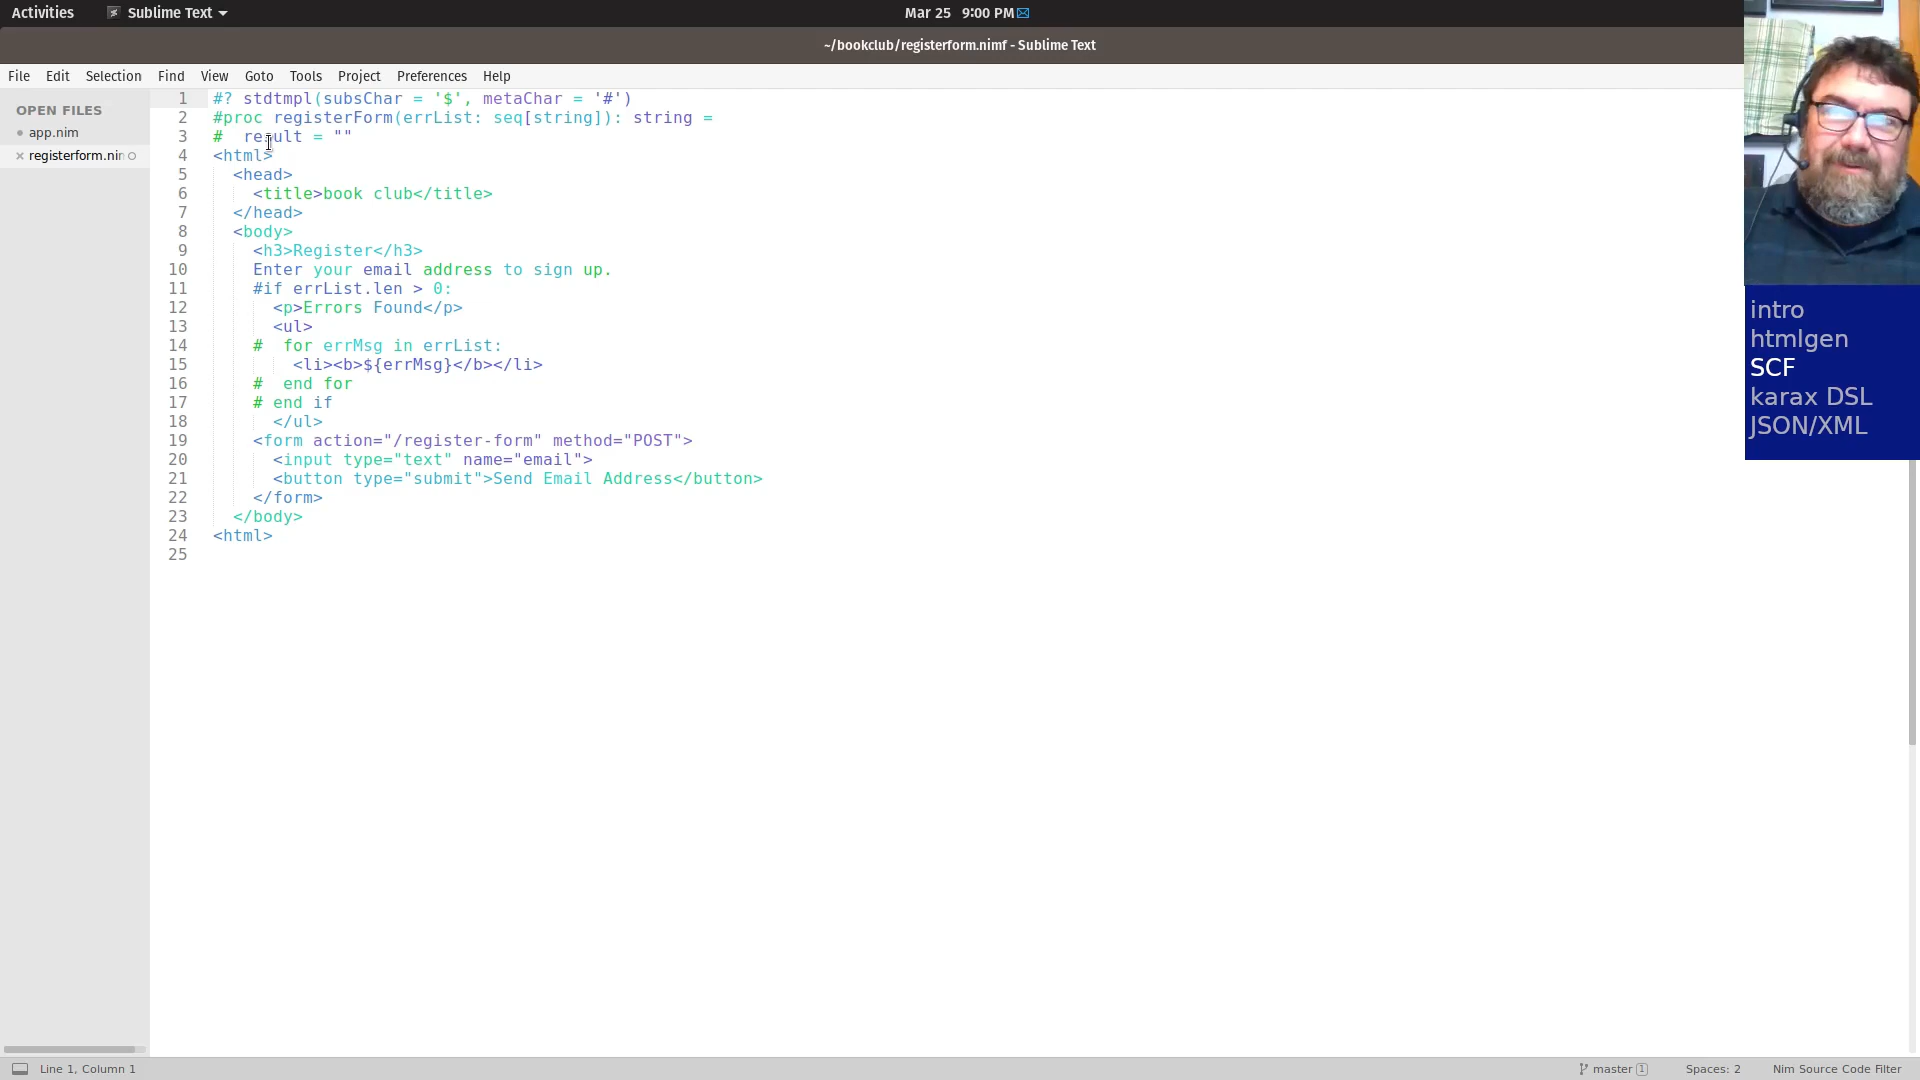 Activities Sublime Text Mar 25 9:00 PM
~/bookclub/registerform.nimf - Sublime Text
File Edit Selection Find View Goto Tools Project Preferences Help
OPEN FILES
app.nim
registerform.nim
1 #? stdtmpl(subsChar = '$', metaChar = '#')
2 #proc registerForm(errList: seq[string]): string =
3 #  result = ""
4 <html>
5   <head>
6     <title>book club</title>
7   </head>
8   <body>
9     <h3>Register</h3>
10     Enter your email address to sign up.
11     #if errList.len > 0:
12       <p>Errors Found</p>
13       <ul>
14     #  for errMsg in errList:
15         <li><b>${errMsg}</b></li>
16     #  end for
17     # end if
18       </ul>
19     <form action="/register-form" method="POST">
20       <input type="text" name="email">
21       <button type="submit">Send Email Address</button>
22     </form>
23   </body>
24 <html>
25
intro
htmlgen
SCF
karax DSL
JSON/XML
Line 1, Column 1 master 1 Spaces: 2 Nim Source Code Filter